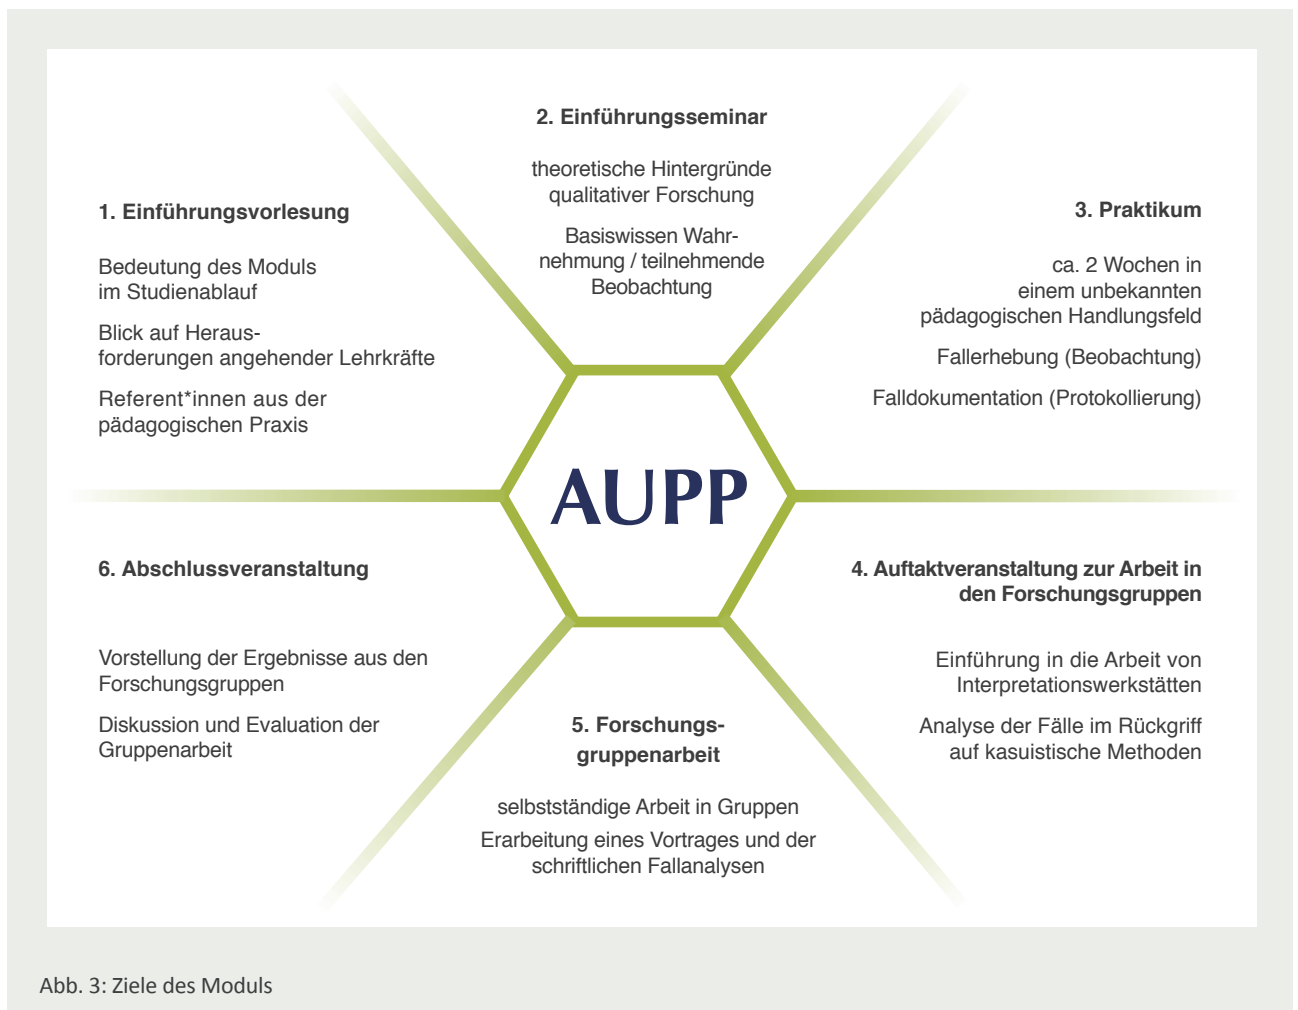 1. Einführungsvorlesung
Bedeutung des Moduls
im Studienablauf
Blick auf Heraus-
forderungen angehender Lehrkräfte
Referent*innen aus der
pädagogischen Praxis
2. Einführungsseminar
theoretische Hintergründe
qualitativer Forschung
Basiswissen Wahr-
nehmung / teilnehmende
Beobachtung
3. Praktikum
ca. 2 Wochen in
einem unbekannten
pädagogischen Handlungsfeld
Fallerhebung (Beobachtung)
Falldokumentation (Protokollierung)
AUPP
4. Auftaktveranstaltung zur Arbeit in
den Forschungsgruppen
Einführung in die Arbeit von
Interpretationswerkstätten
Analyse der Fälle im Rückgriff
auf kasuistische Methoden
5. Forschungs-
gruppenarbeit
selbstständige Arbeit in Gruppen
Erarbeitung eines Vortrages und der
schriftlichen Fallanalysen
6. Abschlussveranstaltung
Vorstellung der Ergebnisse aus den
Forschungsgruppen
Diskussion und Evaluation der
Gruppenarbeit
Abb. 3: Ziele des Moduls